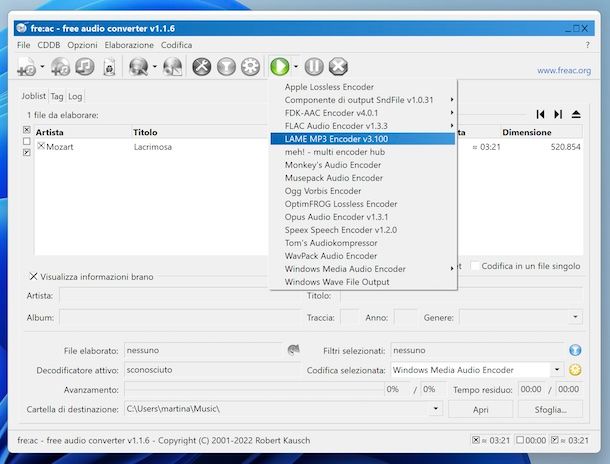 fre:ac - free audio converter v1.1.6
File CDDB Opzioni Elaborazione Codifica ?
www.freac.org
Joblist Tag Log
1 file da elaborare:
Artista Titolo ta Dimensione
Mozart Lacrimosa ≈ 03:21 520.854
Apple Lossless Encoder
Componente di output SndFile v1.0.31
FDK-AAC Encoder v4.0.1
FLAC Audio Encoder v1.3.3
LAME MP3 Encoder v3.100
meh! - multi encoder hub
Monkey's Audio Encoder
Musepack Audio Encoder
Ogg Vorbis Encoder
OptimFROG Lossless Encoder
Opus Audio Encoder v1.3.1
Speex Speech Encoder v1.2.0
Tom's Audiokompressor
WavPack Audio Encoder
Windows Media Audio Encoder
Windows Wave File Output
Visualizza informazioni brano et Codifica in un file singolo
Artista: Titolo:
Album: Traccia: Anno: Genere:
File elaborato: nessuno Filtri selezionati: nessuno
Decodificatore attivo: sconosciuto Codifica selezionata: Windows Media Audio Encoder
Avanzamento: 0% / 0% Tempo residuo: 00:00 / 00:00
Cartella di destinazione: C:\Users\martina\Music\ Apri Sfoglia...
fre:ac - free audio converter v1.1.6 - Copyright (C) 2001-2022 Robert Kausch ≈ 03:21 00:00 ≈ 03:21